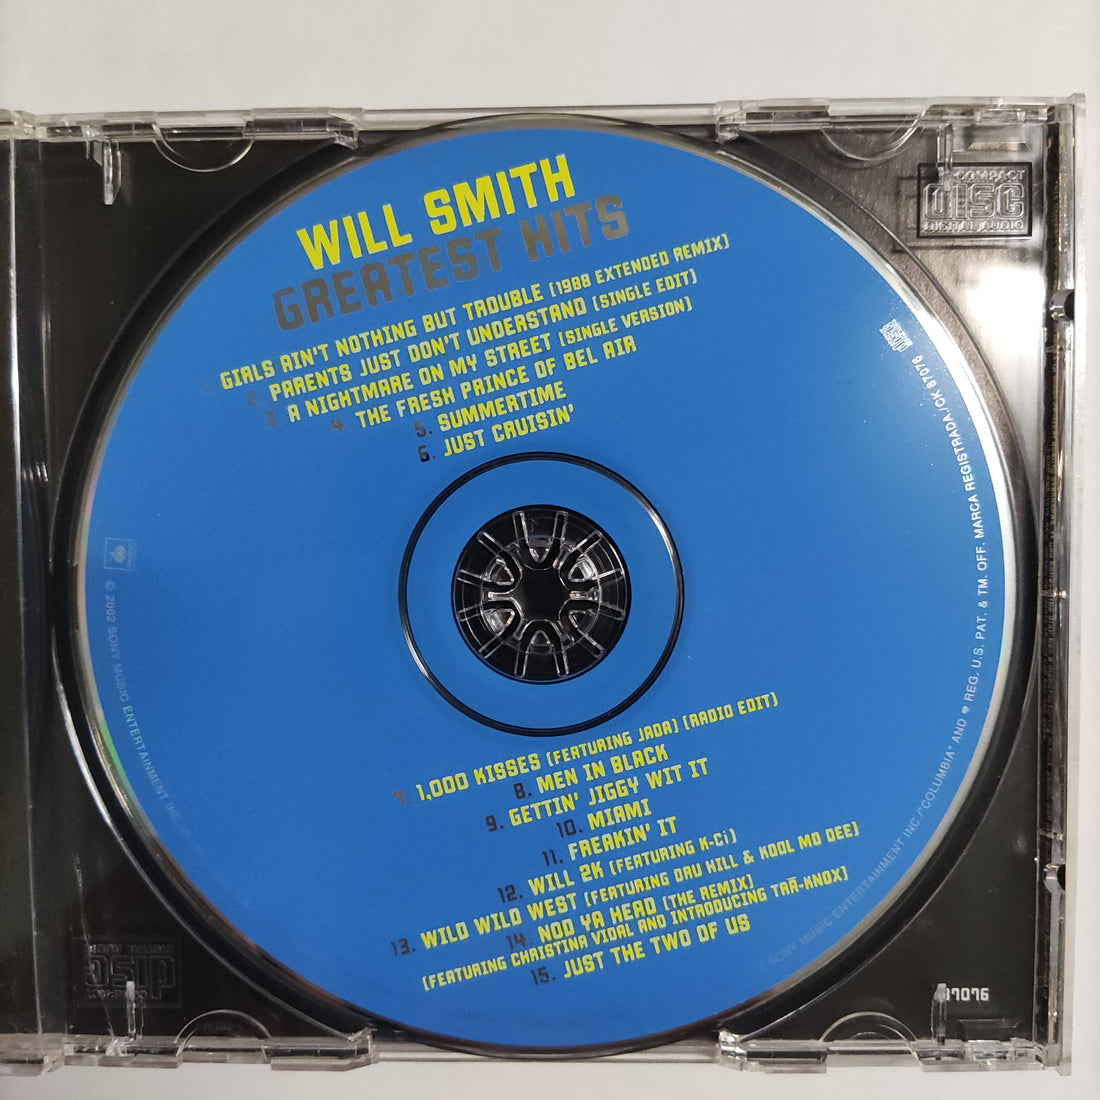 WILL SMITH
GREATEST HITS
GIRLS AIN'T NOTHING BUT TROUBLE (1988 EXTENDED REMIX)
2. PARENTS JUST DON'T UNDERSTAND (SINGLE EDIT)
3. A NIGHTMARE ON MY STREET (SINGLE VERSION)
4. THE FRESH PRINCE OF BEL AIR
5. SUMMERTIME
6. JUST CRUISIN'
7. 1,000 KISSES (FEATURING JADA) (RADIO EDIT)
8. MEN IN BLACK
9. GETTIN' JIGGY WIT IT
10. MIAMI
11. FREAKIN' IT
12. WILL 2K (FEATURING K-Ci)
13. WILD WILD WEST (FEATURING DRU HILL & KOOL MO DEE)
14. NOD YA HEAD (THE REMIX)
(FEATURING CHRISTINA VIDAL AND INTRODUCING TRĀ-KNOX)
15. JUST THE TWO OF US
© 2002 SONY MUSIC ENTERTAINMENT INC.
SONY MUSIC ENTERTAINMENT INC./"COLUMBIA" AND ® REG. U.S. PAT. & TM. OFF. MARCA REGISTRADA/CK 87076
COMPACT
disc
DIGITAL AUDIO